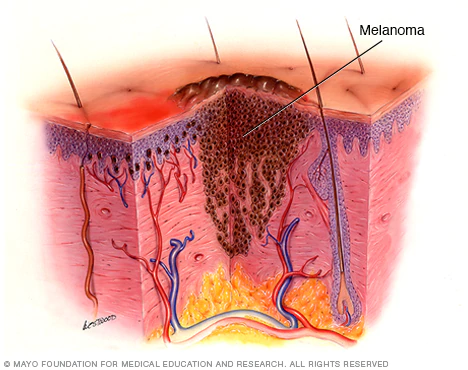 Melanoma
© MAYO FOUNDATION FOR MEDICAL EDUCATION AND RESEARCH. ALL RIGHTS RESERVED